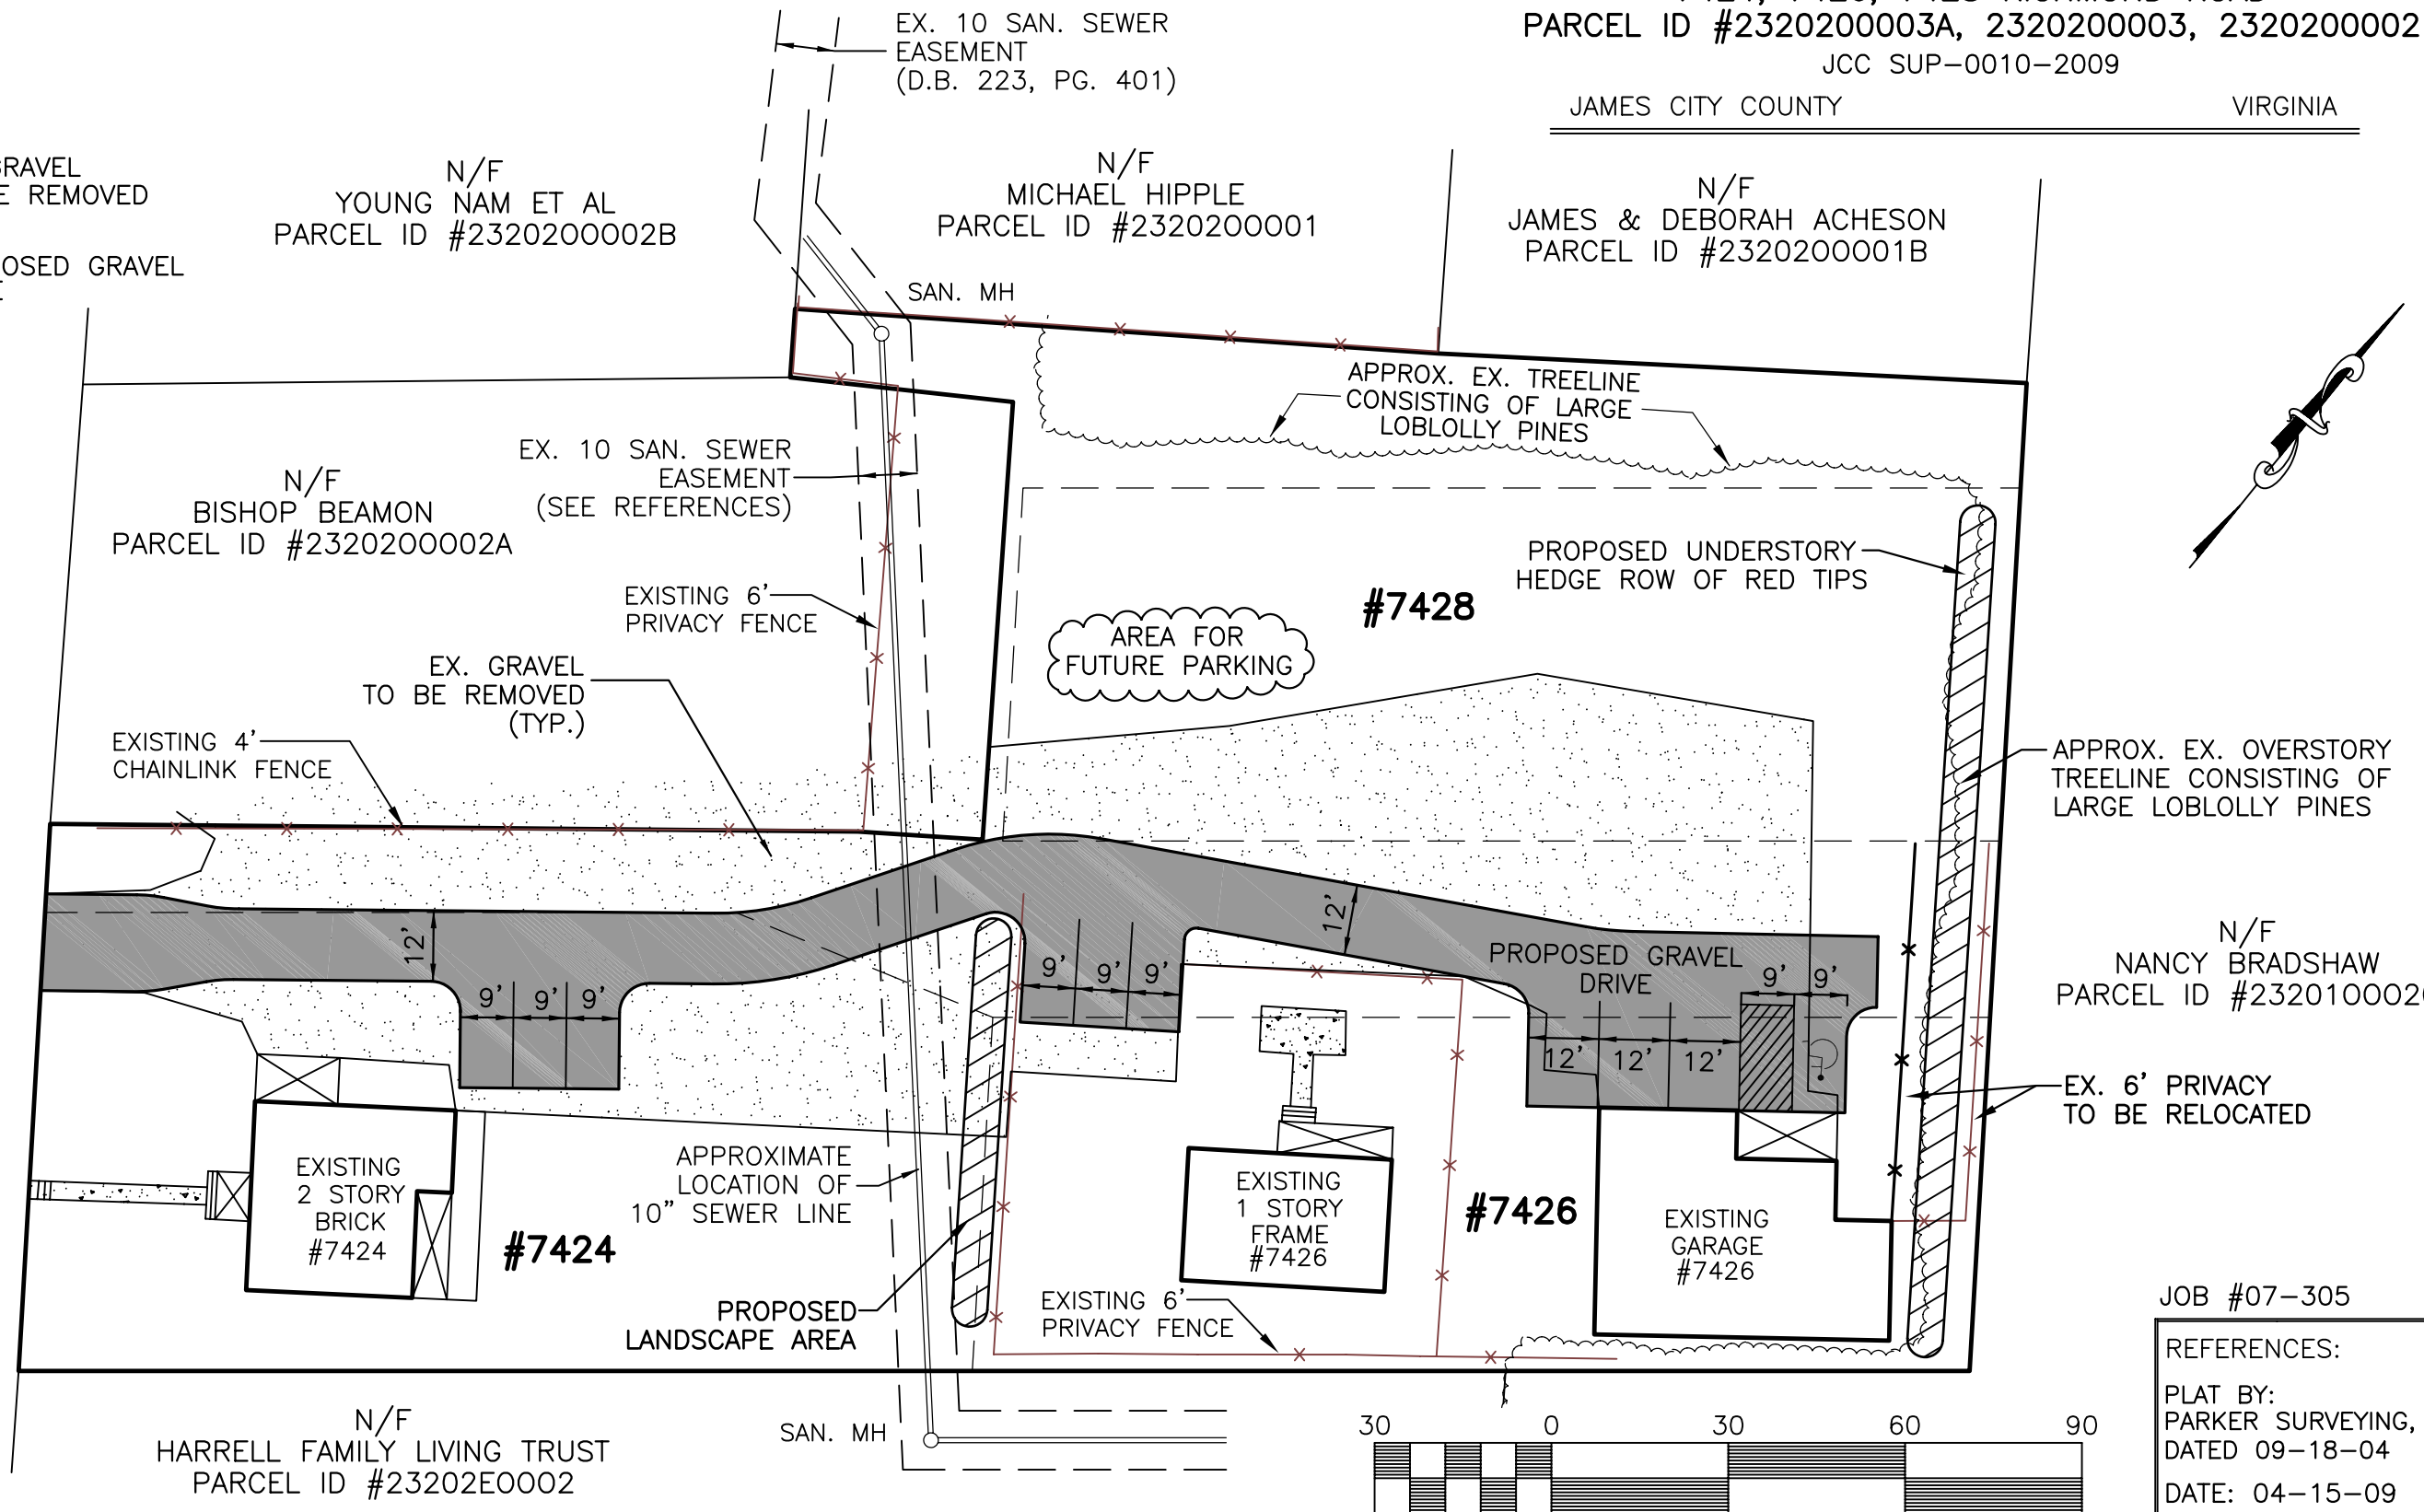 PARCEL ID #2320200003A, 2320200003, 2320200002
JCC SUP-0010-2009
JAMES CITY COUNTY VIRGINIA
EX. 10 SAN. SEWER
EASEMENT
(D.B. 223, PG. 401)
REMOVED
GRAVEL
N/F
YOUNG NAM ET AL
PARCEL ID #2320200002B
N/F
MICHAEL HIPPLE
PARCEL ID #2320200001
N/F
JAMES & DEBORAH ACHESON
PARCEL ID #2320200001B
SAN. MH
APPROX. EX. TREELINE
CONSISTING OF LARGE
LOBLOLLY PINES
EX. 10 SAN. SEWER
EASEMENT
(SEE REFERENCES)
N/F
BISHOP BEAMON
PARCEL ID #2320200002A
PROPOSED UNDERSTORY
HEDGE ROW OF RED TIPS
EXISTING 6'
PRIVACY FENCE
#7428
AREA FOR
FUTURE PARKING
EX. GRAVEL
TO BE REMOVED
(TYP.)
EXISTING 4'
CHAINLINK FENCE
APPROX. EX. OVERSTORY
TREELINE CONSISTING OF
LARGE LOBLOLLY PINES
12'
12'
PROPOSED GRAVEL
DRIVE
N/F
NANCY BRADSHAW
PARCEL ID
9' 9' 9'
9' 9' 9'
9' 9'
12' 12' 12'
EX. 6' PRIVACY
TO BE RELOCATED
EXISTING
2 STORY
BRICK
#7424
#7424
APPROXIMATE
LOCATION OF
10" SEWER LINE
EXISTING
1 STORY
FRAME
#7426
#7426
EXISTING
GARAGE
#7426
PROPOSED
LANDSCAPE AREA
EXISTING 6'
PRIVACY FENCE
JOB #07-305
REFERENCES:
PLAT BY:
PARKER SURVEYING,
DATED 09-18-04
DATE: 04-15-09
N/F
HARRELL FAMILY LIVING TRUST
PARCEL ID #23202E0002
SAN. MH
30 0 30 60 90